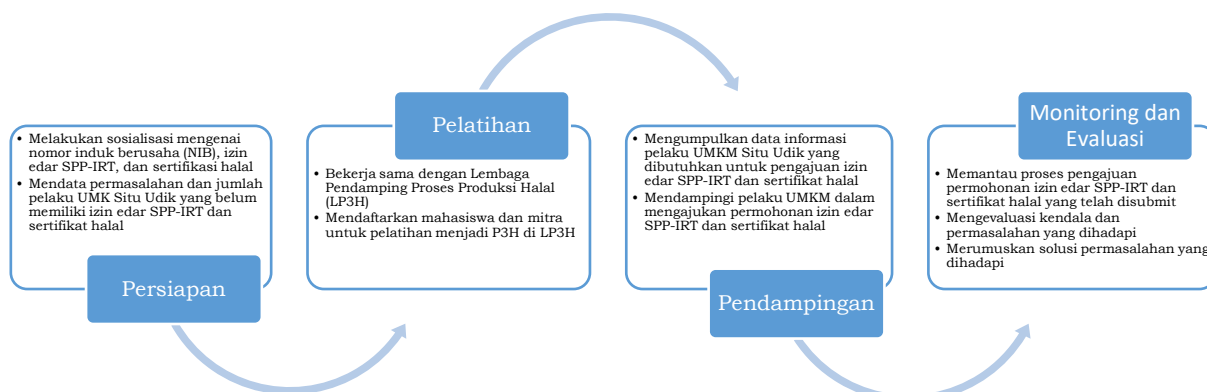 • Melakukan sosialisasi mengenai
nomor induk berusaha (NIB), izin
edar SPP-IRT, dan sertifikasi halal
• Mendata permasalahan dan jumlah
pelaku UMK Situ Udik yang belum
memiliki izin edar SPP-IRT dan
sertifikat halal
Persiapan
Pelatihan
• Bekerja sama dengan Lembaga
Pendamping Proses Produksi Halal
(LP3H)
• Mendaftarkan mahasiswa dan mitra
untuk pelatihan menjadi P3H di LP3H
• Mengumpulkan data informasi
pelaku UMKM Situ Udik yang
dibutuhkan untuk pengajuan izin
edar SPP-IRT dan sertifikat halal
• Mendampingi pelaku UMKM dalam
mengajukan permohonan izin edar
SPP-IRT dan sertifikat halal
Pendampingan
Monitoring dan
Evaluasi
• Memantau proses pengajuan
permohonan izin edar SPP-IRT dan
sertifikat halal yang telah disubmit
• Mengevaluasi kendala dan
permasalahan yang dihadapi
• Merumuskan solusi permasalahan yang
dihadapi